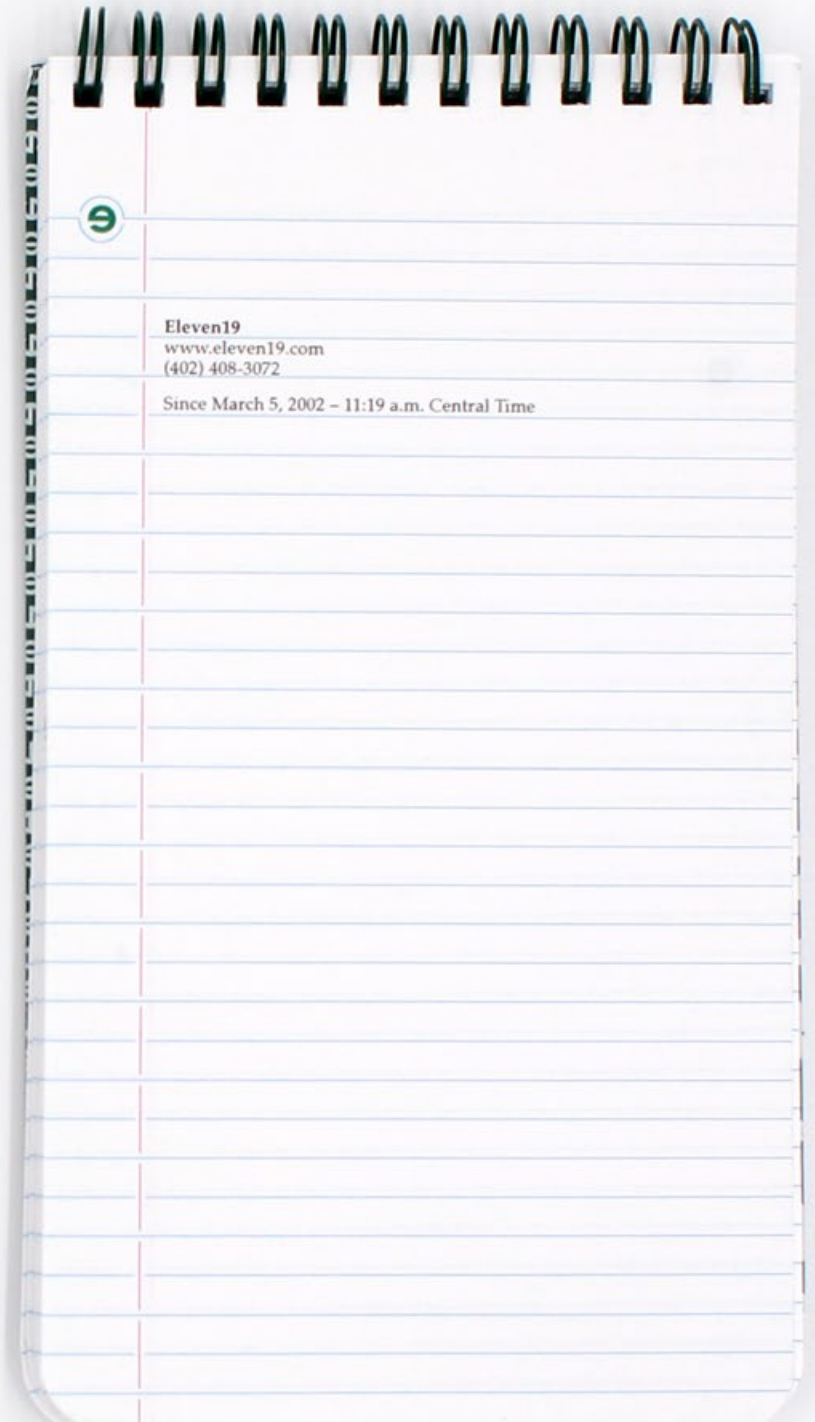 e
Eleven19
www.eleven19.com
(402) 408-3072
Since March 5, 2002 – 11:19 a.m. Central Time